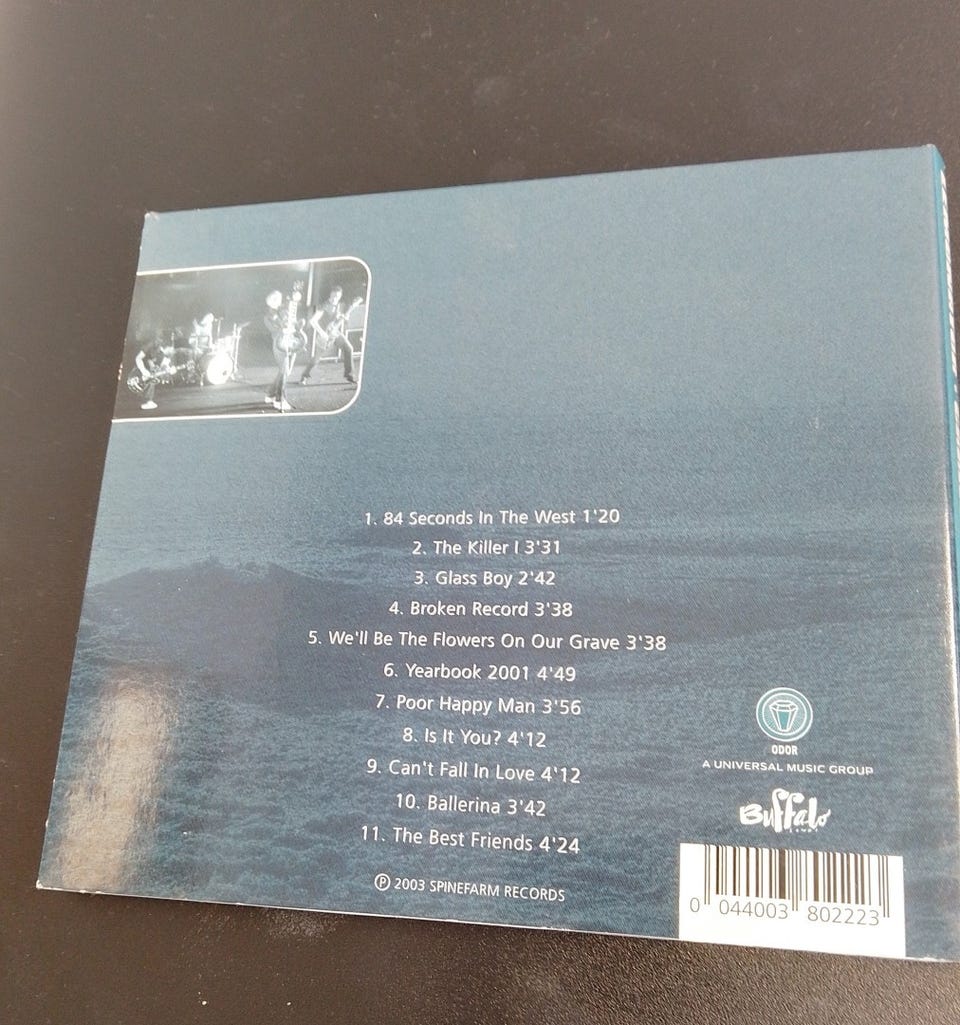 1. 84 Seconds In The West 1'20
2. The Killer I 3'31
3. Glass Boy 2'42
4. Broken Record 3'38
5. We'll Be The Flowers On Our Grave 3'38
6. Yearbook 2001 4'49
7. Poor Happy Man 3'56
8. Is It You? 4'12
9. Can't Fall In Love 4'12
10. Ballerina 3'42
11. The Best Friends 4'24
℗ 2003 SPINEFARM RECORDS
ODOR
A UNIVERSAL MUSIC GROUP
Buffalo
0 044003 802223